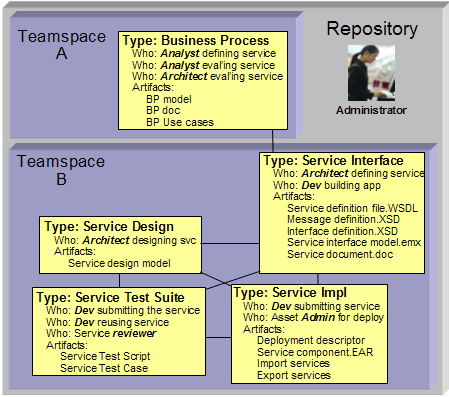 Teamspace
A
Repository
Administrator
Type: Business Process
Who: Analyst defining service
Who: Analyst eval'ing service
Who: Architect eval'ing service
Artifacts:
BP model
BP doc
BP Use cases
Teamspace
B
Type: Service Interface
Who: Architect defining service
Who: Dev building app
Artifacts:
Service definition file.WSDL
Message definition.XSD
Interface definition.XSD
Service interface model.emx
Service document.doc
Type: Service Design
Who: Architect designing svc
Artifacts:
Service design model
Type: Service Test Suite
Who: Dev submitting the service
Who: Dev reusing service
Who: Service reviewer
Artifacts:
Service Test Script
Service Test Case
Type: Service Impl
Who: Dev submitting service
Who: Asset Admin for deploy
Artifacts:
Deployment descriptor
Service component.EAR
Import services
Export services